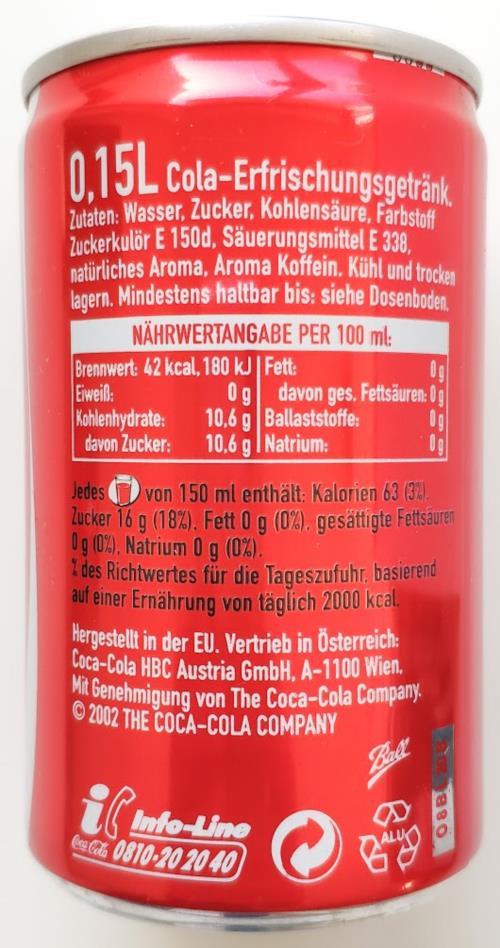 0,15L Cola-Erfrischungsgetränk.
Zutaten: Wasser, Zucker, Kohlensäure, Farbstoff
Zuckerkulör E 150d, Säuerungsmittel E 338,
natürliches Aroma, Aroma Koffein. Kühl und trocken
lagern. Mindestens haltbar bis: siehe Dosenboden.
NÄHRWERTANGABE PER 100 ml:
Brennwert: 42 kcal, 180 kJ Fett: 0 g
Eiweiß: 0 g davon ges. Fettsäuren: 0 g
Kohlenhydrate: 10,6 g Ballaststoffe: 0 g
davon Zucker: 10,6 g Natrium: 0 g
Jedes von 150 ml enthält: Kalorien 63 (3%),
Zucker 16 g (18%), Fett 0 g (0%), gesättigte Fettsäuren
0 g (0%), Natrium 0 g (0%).
% des Richtwertes für die Tageszufuhr, basierend
auf einer Ernährung von täglich 2000 kcal.
Hergestellt in der EU. Vertrieb in Österreich:
Coca-Cola HBC Austria GmbH, A-1100 Wien,
Mit Genehmigung von The Coca-Cola Company.
© 2002 THE COCA-COLA COMPANY
Ball
i Info-Line
Coca-Cola 0810-20 20 40
ALU